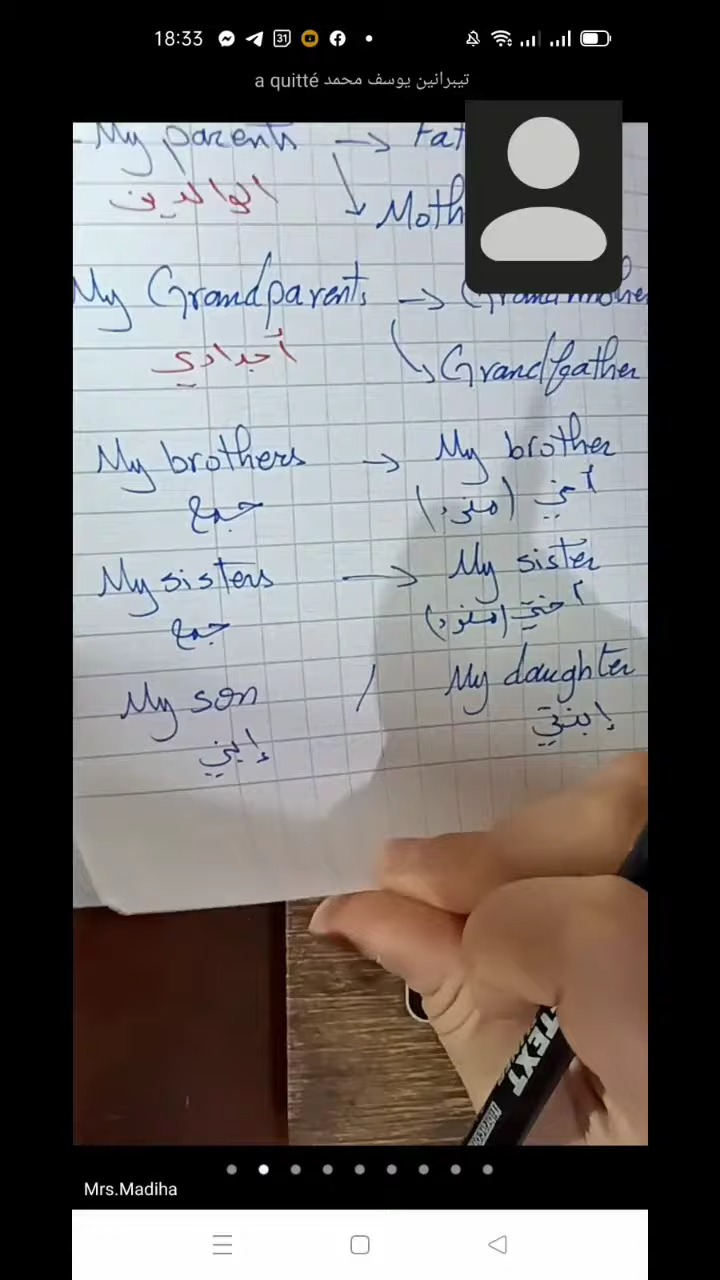 18:33
31
a quitté تيبرانين يوسف محمد
My parents → Fat
الوالدين
↘ Moth
My Grandparents → Grandmother
أجدادي
↘ Grandfather
My brothers → My brother
جمع
أخي (مفرد)
My sisters → My sister
جمع
أختي (مفرد)
My son / My daughter
إبني
إبنتي
TEXT
Mrs.Madiha